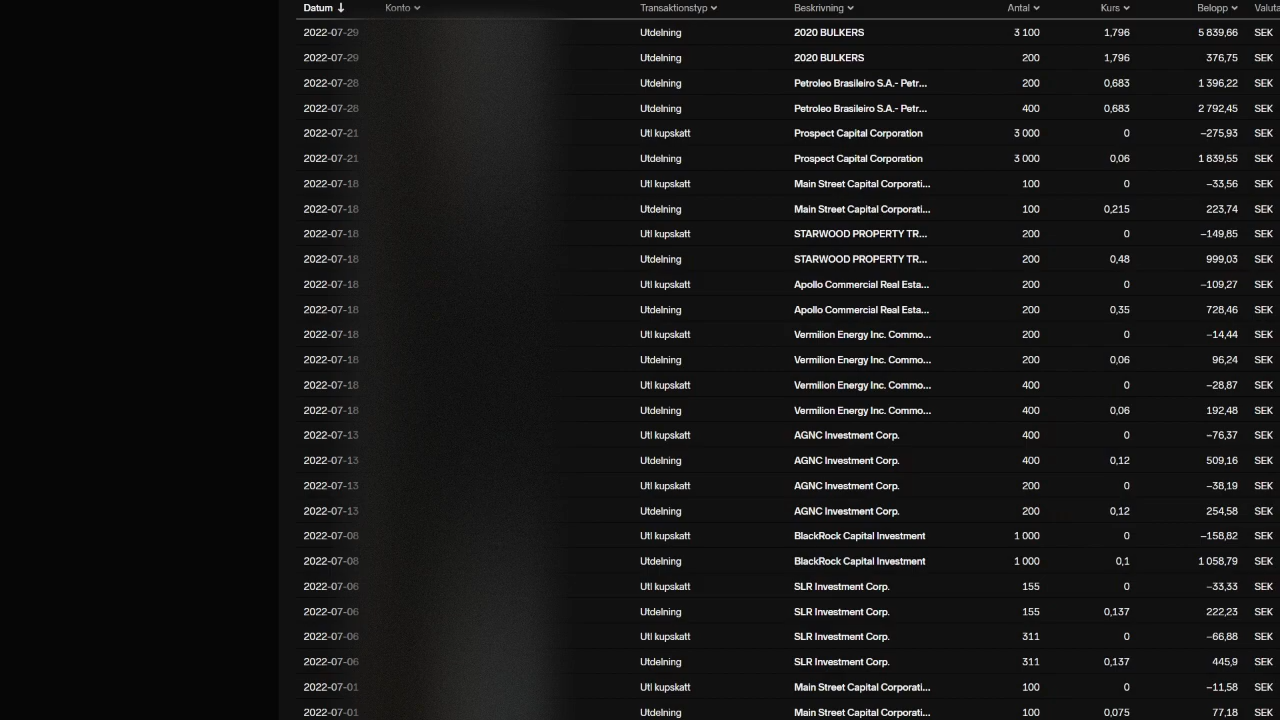 Datum Konto Transaktionstyp Beskrivning Antal Kurs Belopp Valuta
2022-07-29 Utdelning 2020 BULKERS 3 100 1,796 5 839,66 SEK
2022-07-29 Utdelning 2020 BULKERS 200 1,796 376,75 SEK
2022-07-28 Utdelning Petroleo Brasileiro S.A.- Petr... 200 0,683 1 396,22 SEK
2022-07-28 Utdelning Petroleo Brasileiro S.A.- Petr... 400 0,683 2 792,45 SEK
2022-07-21 Utl kupskatt Prospect Capital Corporation 3 000 0 −275,93 SEK
2022-07-21 Utdelning Prospect Capital Corporation 3 000 0,06 1 839,55 SEK
2022-07-18 Utl kupskatt Main Street Capital Corporati... 100 0 −33,56 SEK
2022-07-18 Utdelning Main Street Capital Corporati... 100 0,215 223,74 SEK
2022-07-18 Utl kupskatt STARWOOD PROPERTY TR... 200 0 −149,85 SEK
2022-07-18 Utdelning STARWOOD PROPERTY TR... 200 0,48 999,03 SEK
2022-07-18 Utl kupskatt Apollo Commercial Real Esta... 200 0 −109,27 SEK
2022-07-18 Utdelning Apollo Commercial Real Esta... 200 0,35 728,46 SEK
2022-07-18 Utl kupskatt Vermilion Energy Inc. Commo... 200 0 −14,44 SEK
2022-07-18 Utdelning Vermilion Energy Inc. Commo... 200 0,06 96,24 SEK
2022-07-18 Utl kupskatt Vermilion Energy Inc. Commo... 400 0 −28,87 SEK
2022-07-18 Utdelning Vermilion Energy Inc. Commo... 400 0,06 192,48 SEK
2022-07-13 Utl kupskatt AGNC Investment Corp. 400 0 −76,37 SEK
2022-07-13 Utdelning AGNC Investment Corp. 400 0,12 509,16 SEK
2022-07-13 Utl kupskatt AGNC Investment Corp. 200 0 −38,19 SEK
2022-07-13 Utdelning AGNC Investment Corp. 200 0,12 254,58 SEK
2022-07-08 Utl kupskatt BlackRock Capital Investment 1 000 0 −158,82 SEK
2022-07-08 Utdelning BlackRock Capital Investment 1 000 0,1 1 058,79 SEK
2022-07-06 Utl kupskatt SLR Investment Corp. 155 0 −33,33 SEK
2022-07-06 Utdelning SLR Investment Corp. 155 0,137 222,23 SEK
2022-07-06 Utl kupskatt SLR Investment Corp. 311 0 −66,88 SEK
2022-07-06 Utdelning SLR Investment Corp. 311 0,137 445,9 SEK
2022-07-01 Utl kupskatt Main Street Capital Corporati... 100 0 −11,58 SEK
2022-07-01 Utdelning Main Street Capital Corporati... 100 0,075 77,18 SEK